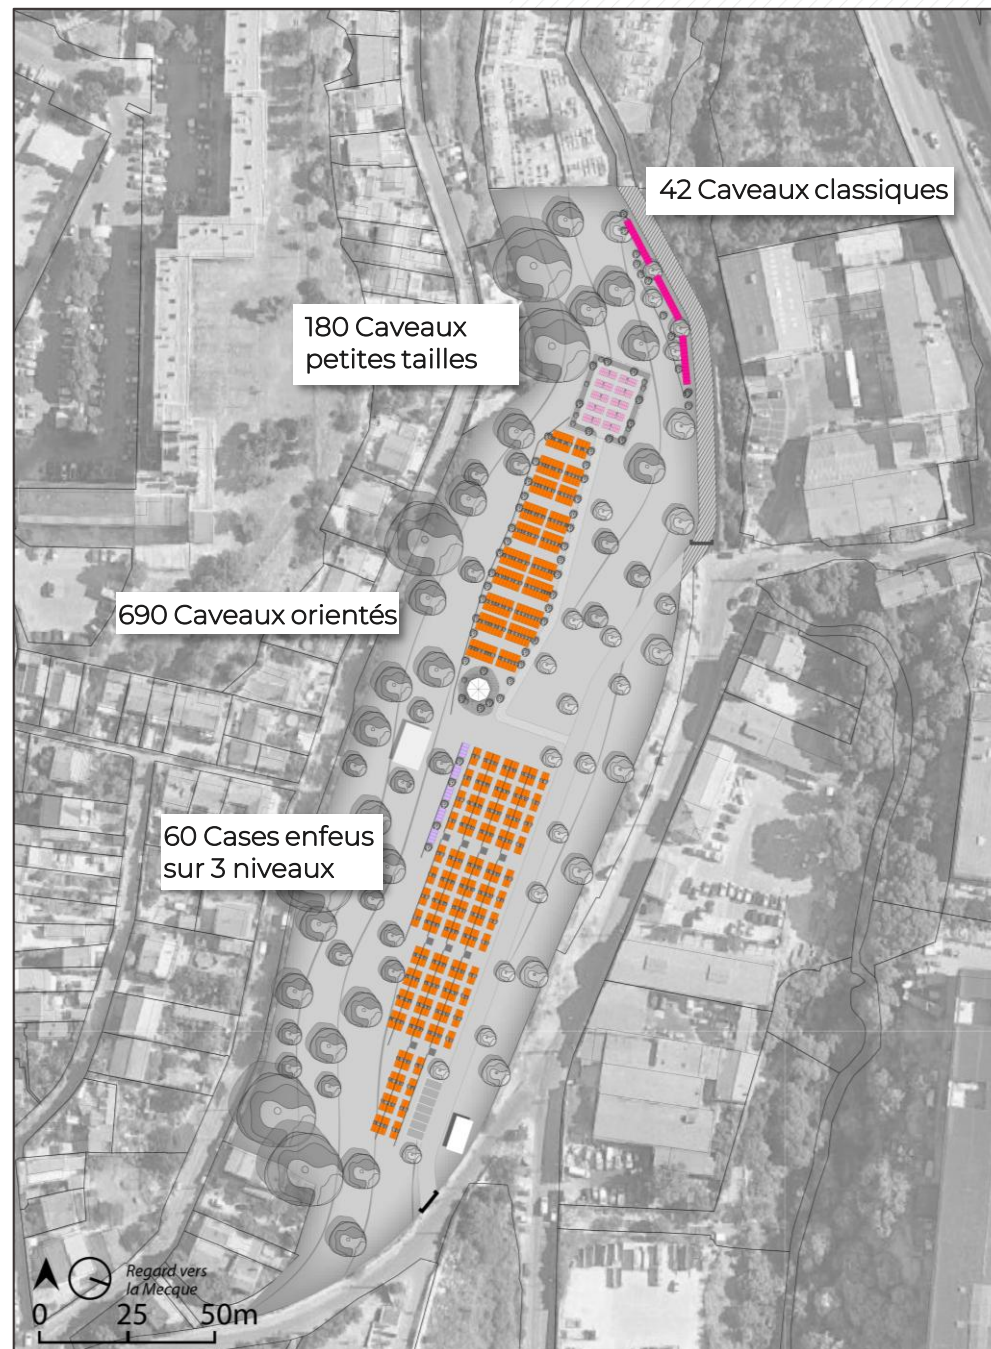 42 Caveaux classiques
180 Caveaux
petites tailles
690 Caveaux orientés
60 Cases enfeus
sur 3 niveaux
Regard vers
la Mecque
0 25 50m